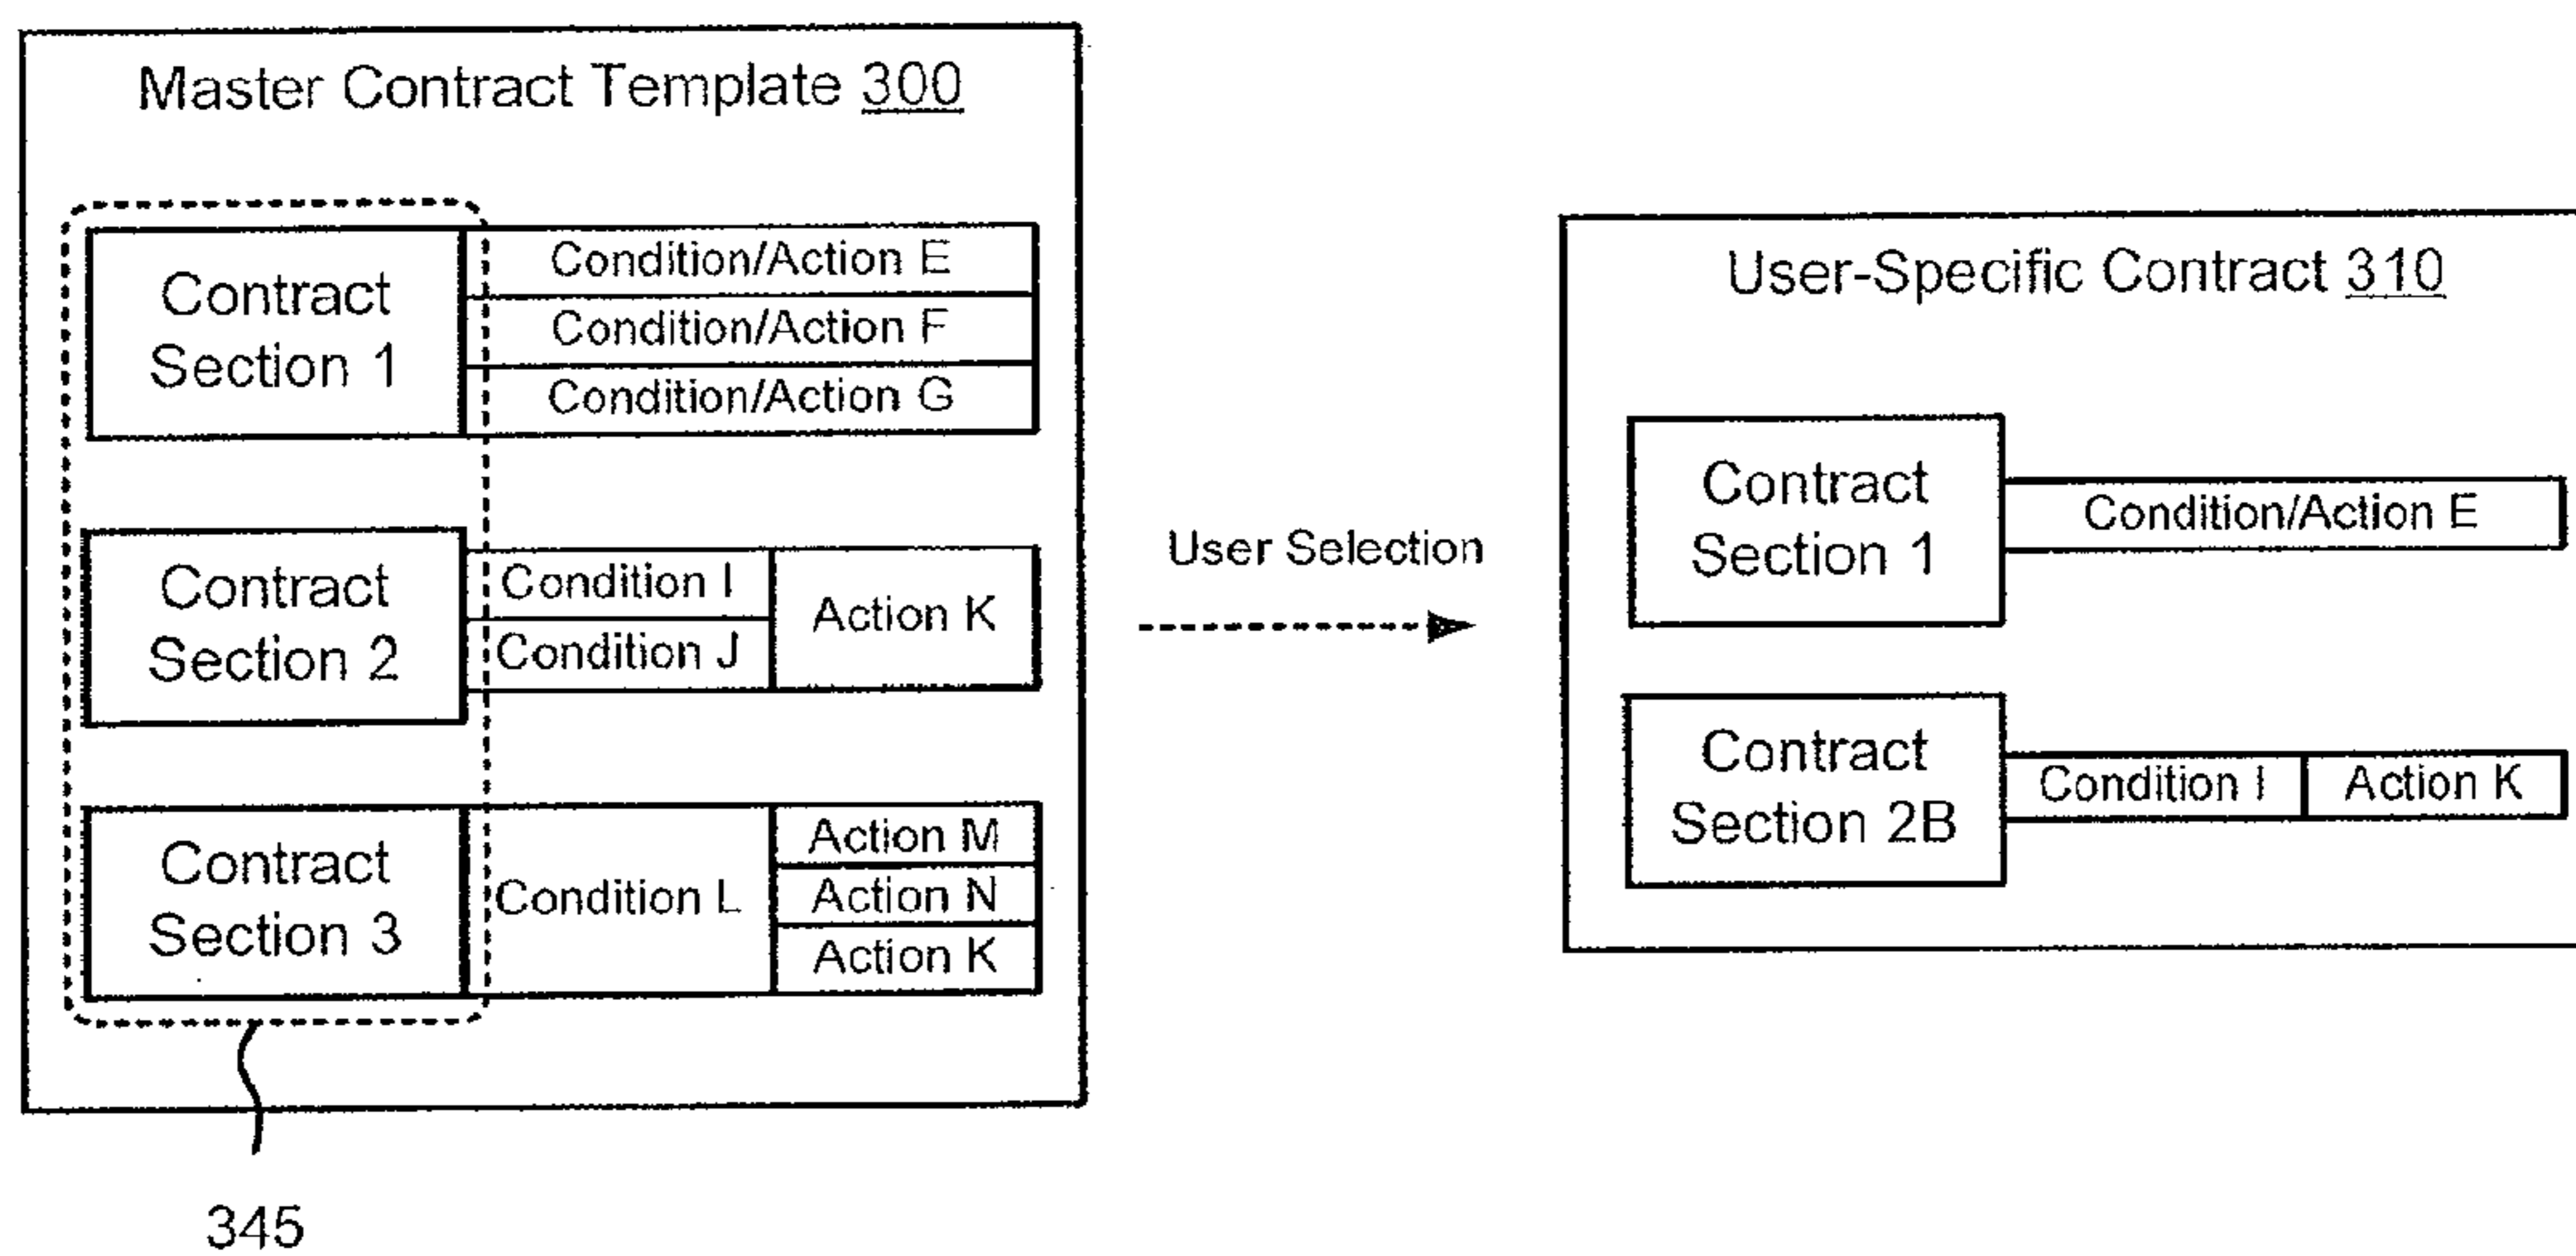 Master Contract Template 300
Contract
Section 1
Condition/Action E
Condition/Action F
Condition/Action G
Contract
Section 2
Condition I
Condition J
Action K
Contract
Section 3
Condition L
Action M
Action N
Action K
345
User Selection
User-Specific Contract 310
Contract
Section 1
Condition/Action E
Contract
Section 2B
Condition I
Action K